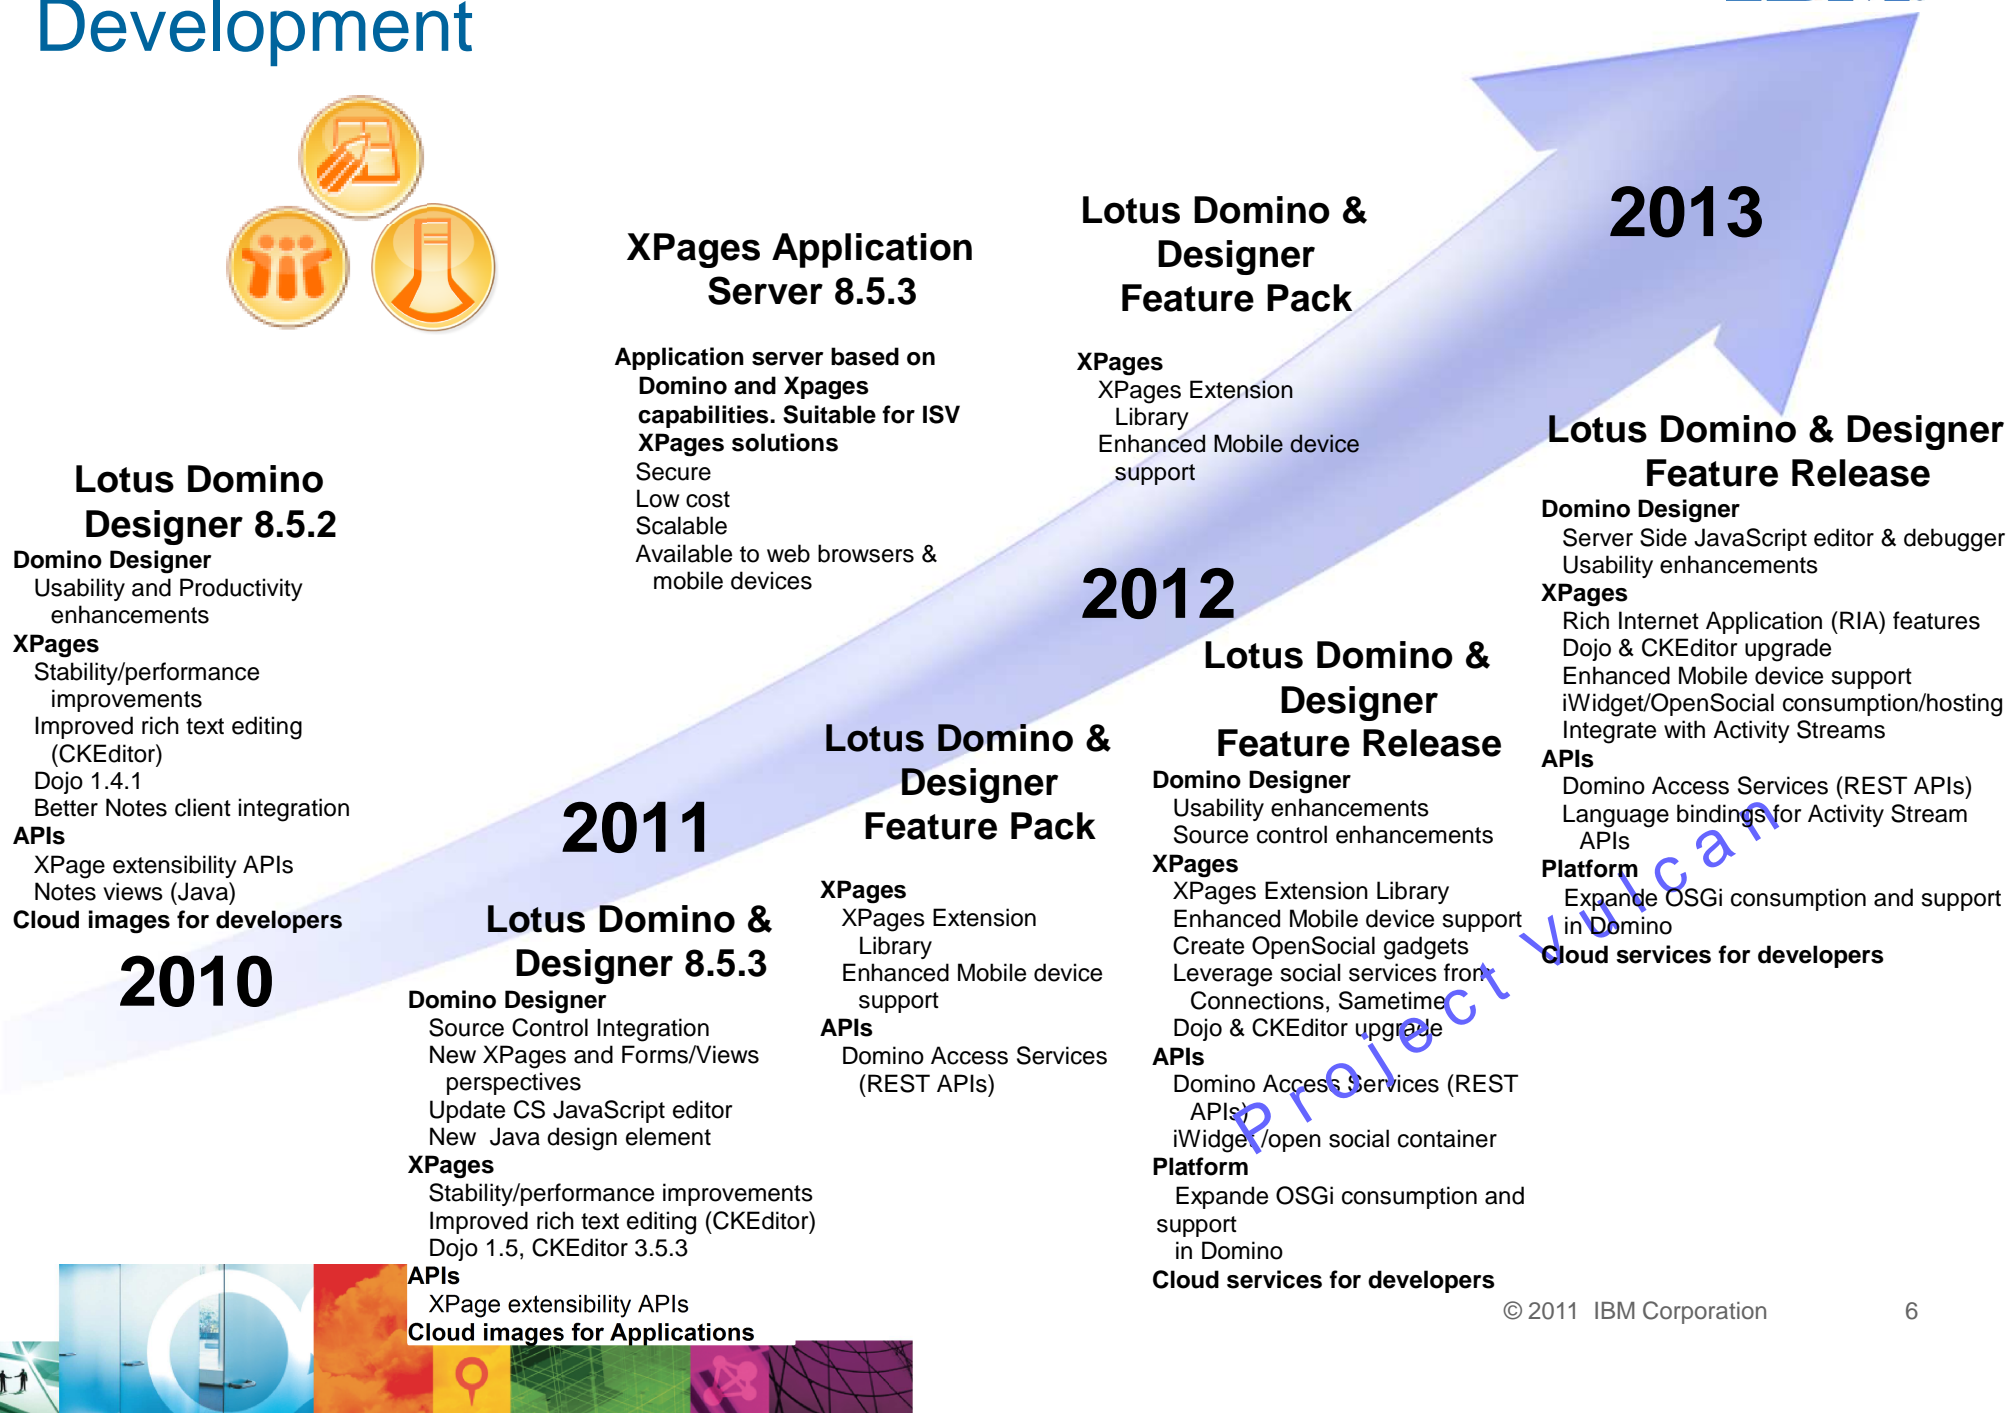 Development
XPages Application
Server 8.5.3
Application server based on
Domino and Xpages
capabilities. Suitable for ISV
XPages solutions
Secure
Low cost
Scalable
Available to web browsers &
mobile devices
Lotus Domino &
Designer
Feature Pack
XPages
XPages Extension
Library
Enhanced Mobile device
support
2013
Lotus Domino
Designer 8.5.2
Domino Designer
Usability and Productivity
enhancements
XPages
Stability/performance
improvements
Improved rich text editing
(CKEditor)
Dojo 1.4.1
Better Notes client integration
APIs
XPage extensibility APIs
Notes views (Java)
Cloud images for developers
2010
2011
Lotus Domino &
Designer 8.5.3
Domino Designer
Source Control Integration
New XPages and Forms/Views
perspectives
Update CS JavaScript editor
New  Java design element
XPages
Stability/performance improvements
Improved rich text editing (CKEditor)
Dojo 1.5, CKEditor 3.5.3
APIs
XPage extensibility APIs
Cloud images for Applications
Lotus Domino &
Designer
Feature Pack
XPages
XPages Extension
Library
Enhanced Mobile device
support
APIs
Domino Access Services
(REST APIs)
2012
Lotus Domino &
Designer
Feature Release
Domino Designer
Usability enhancements
Source control enhancements
XPages
XPages Extension Library
Enhanced Mobile device support
Create OpenSocial gadgets
Leverage social services from
Connections, Sametime
Dojo & CKEditor upgrade
APIs
Domino Access Services (REST
APIs)
iWidget /open social container
Platform
Expande OSGi consumption and
support
in Domino
Cloud services for developers
Lotus Domino & Designer
Feature Release
Domino Designer
Server Side JavaScript editor & debugger
Usability enhancements
XPages
Rich Internet Application (RIA) features
Dojo & CKEditor upgrade
Enhanced Mobile device support
iWidget/OpenSocial consumption/hosting
Integrate with Activity Streams
APIs
Domino Access Services (REST APIs)
Language bindings for Activity Stream
APIs
Platform
Expande OSGi consumption and support
in Domino
Cloud services for developers
Project Vulcan
© 2011 IBM Corporation
6